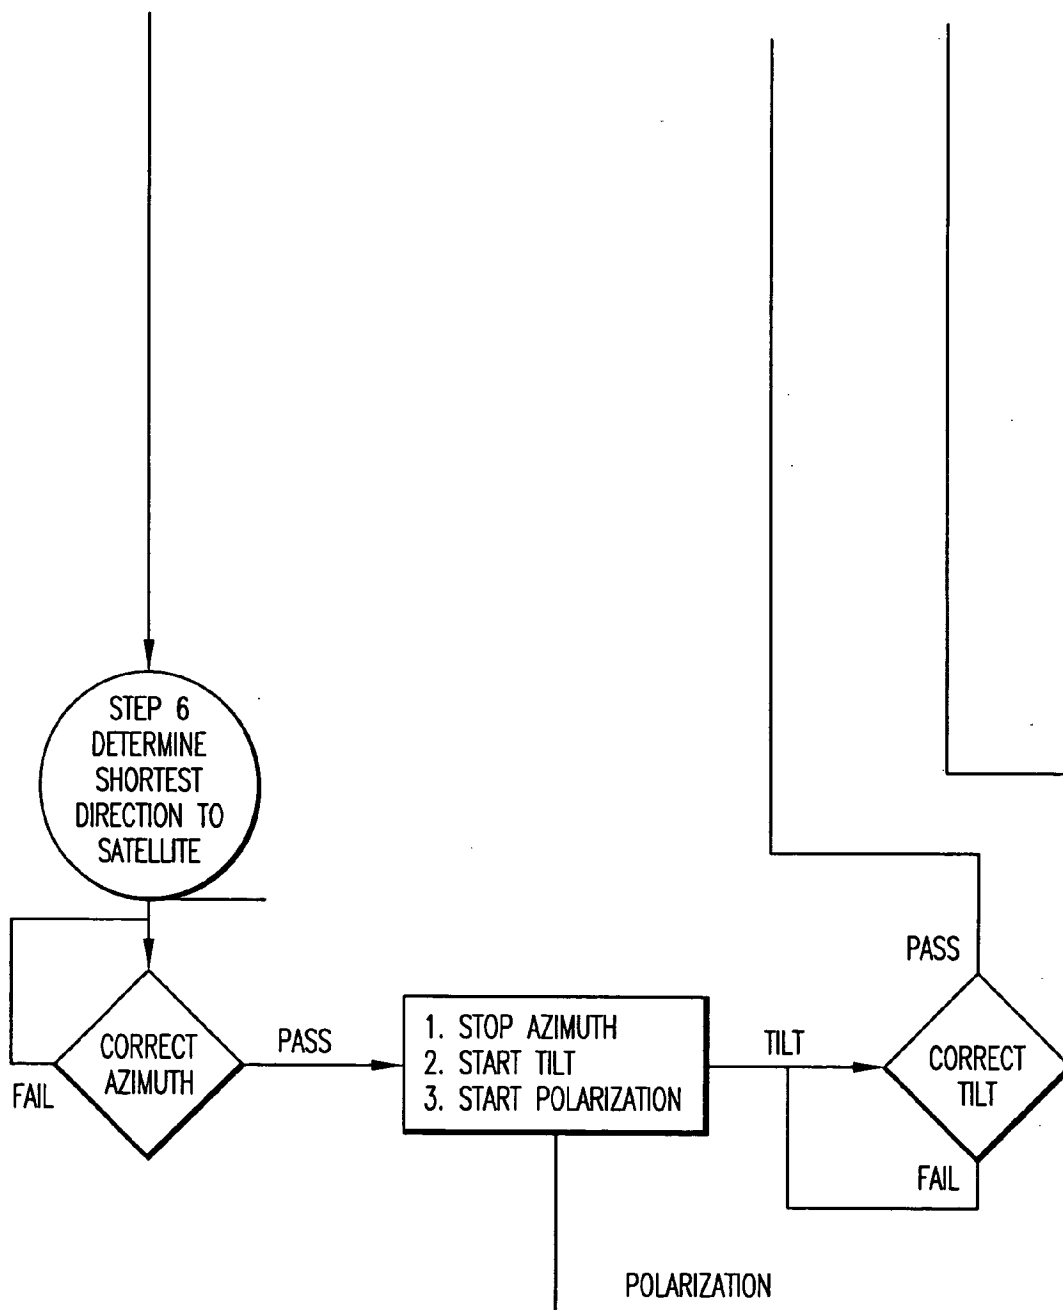 STEP 6
DETERMINE
SHORTEST
DIRECTION TO
SATELLITE
PASS
CORRECT
AZIMUTH
FAIL
PASS
1. STOP AZIMUTH
2. START TILT
3. START POLARIZATION
TILT
CORRECT
TILT
FAIL
POLARIZATION